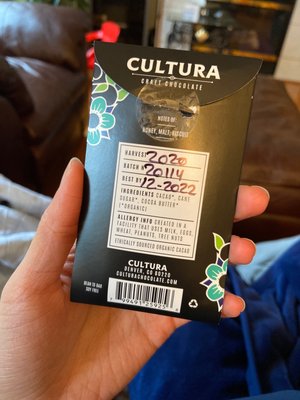 CULTURA
CRAFT CHOCOLATE
NOTES OF
HONEY, MALT, BISCUIT
HARVEST 2020
BATCH # 20114
BEST BY 12-2022
INGREDIENTS CACAO*, CANE
SUGAR*, COCOA BUTTER*
(*ORGANIC)
ALLERGY INFO CREATED IN A
FACILITY THAT USES MILK, EGGS,
WHEAT, PEANUTS, TREE NUTS
ETHICALLY SOURCED ORGANIC CACAO
BEAN TO BAR
SOY FREE
CULTURA
DENVER, CO 80220
CULTURACHOCOLATE.COM